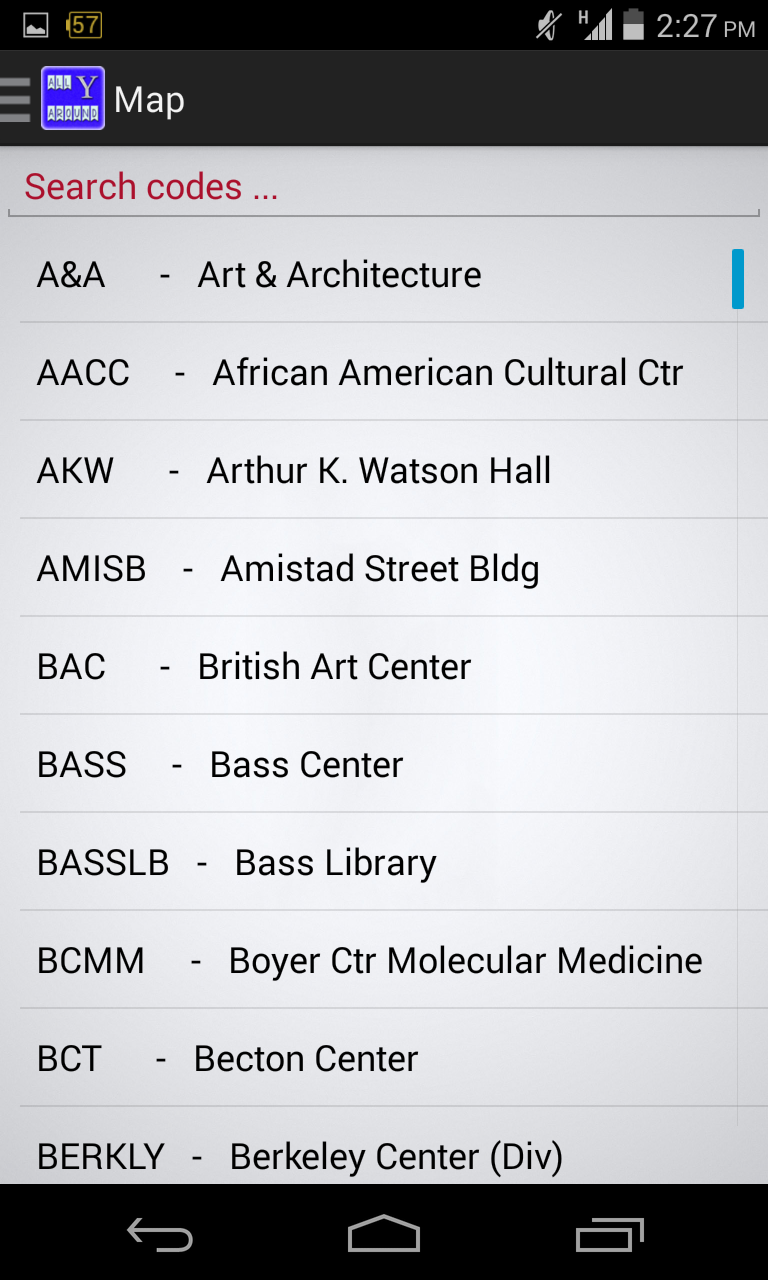 57 H 2:27 PM
ALL Y AROUND Map
Search codes ...
A&A - Art & Architecture
AACC - African American Cultural Ctr
AKW - Arthur K. Watson Hall
AMISB - Amistad Street Bldg
BAC - British Art Center
BASS - Bass Center
BASSLB - Bass Library
BCMM - Boyer Ctr Molecular Medicine
BCT - Becton Center
BERKLY - Berkeley Center (Div)